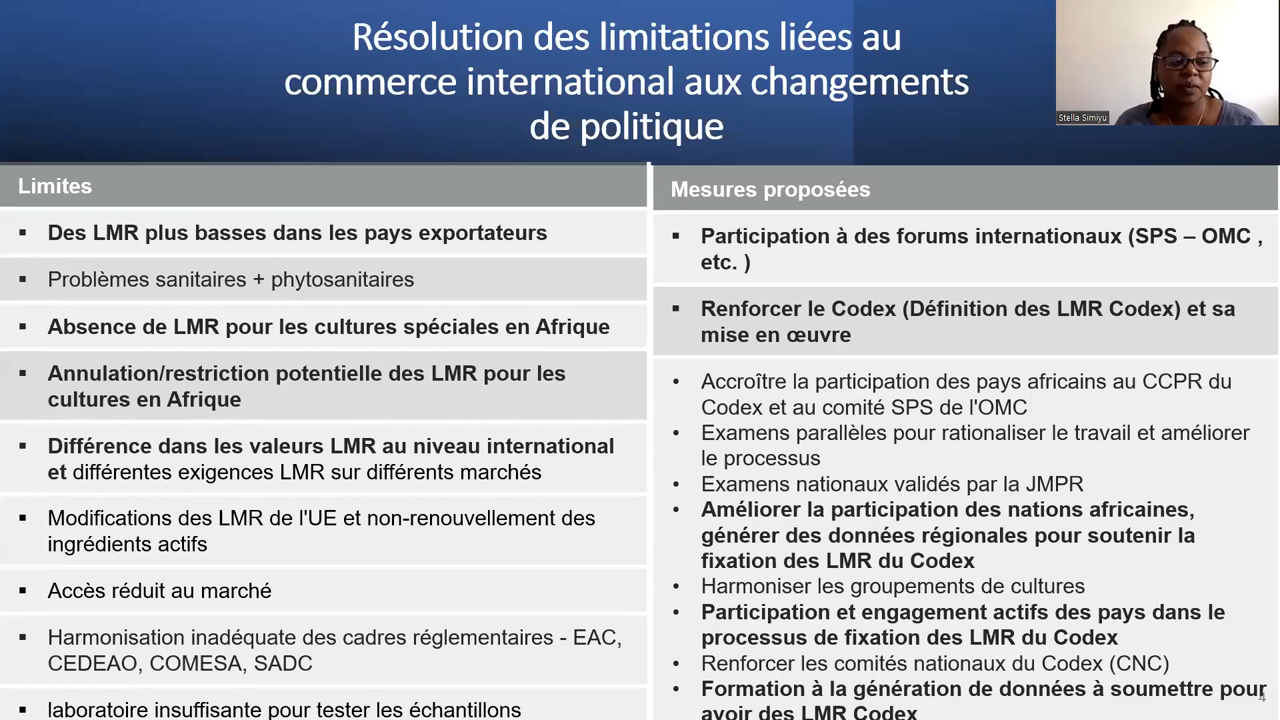 Résolution des limitations liées au
commerce international aux changements
de politique
Stella Simiyu
Limites
▪ Des LMR plus basses dans les pays exportateurs
▪ Problèmes sanitaires + phytosanitaires
▪ Absence de LMR pour les cultures spéciales en Afrique
▪ Annulation/restriction potentielle des LMR pour les
cultures en Afrique
▪ Différence dans les valeurs LMR au niveau international
et différentes exigences LMR sur différents marchés
▪ Modifications des LMR de l'UE et non-renouvellement des
ingrédients actifs
▪ Accès réduit au marché
▪ Harmonisation inadéquate des cadres réglementaires - EAC,
CEDEAO, COMESA, SADC
▪ laboratoire insuffisante pour tester les échantillons
Mesures proposées
▪ Participation à des forums internationaux (SPS – OMC ,
etc. )
▪ Renforcer le Codex (Définition des LMR Codex) et sa
mise en œuvre
• Accroître la participation des pays africains au CCPR du
Codex et au comité SPS de l'OMC
• Examens parallèles pour rationaliser le travail et améliorer
le processus
• Examens nationaux validés par la JMPR
• Améliorer la participation des nations africaines,
générer des données régionales pour soutenir la
fixation des LMR du Codex
• Harmoniser les groupements de cultures
• Participation et engagement actifs des pays dans le
processus de fixation des LMR du Codex
• Renforcer les comités nationaux du Codex (CNC)
• Formation à la génération de données à soumettre pour
avoir des LMR Codex
4